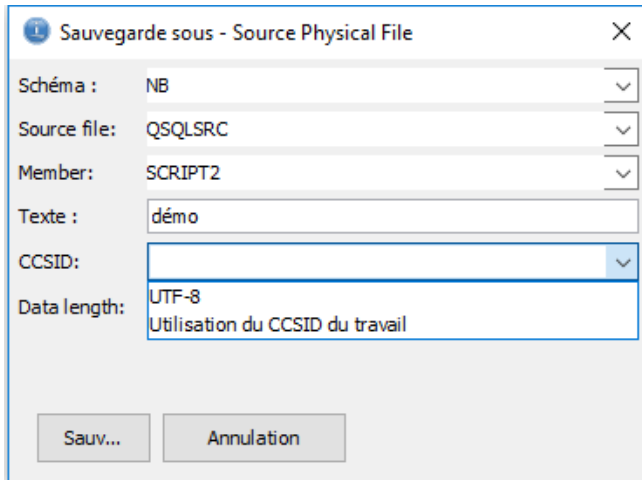 Sauvegarde sous - Source Physical File
Schéma : NB
Source file: QSQLSRC
Member: SCRIPT2
Texte : démo
CCSID:
UTF-8
Data length:
Utilisation du CCSID du travail
Sauv... Annulation